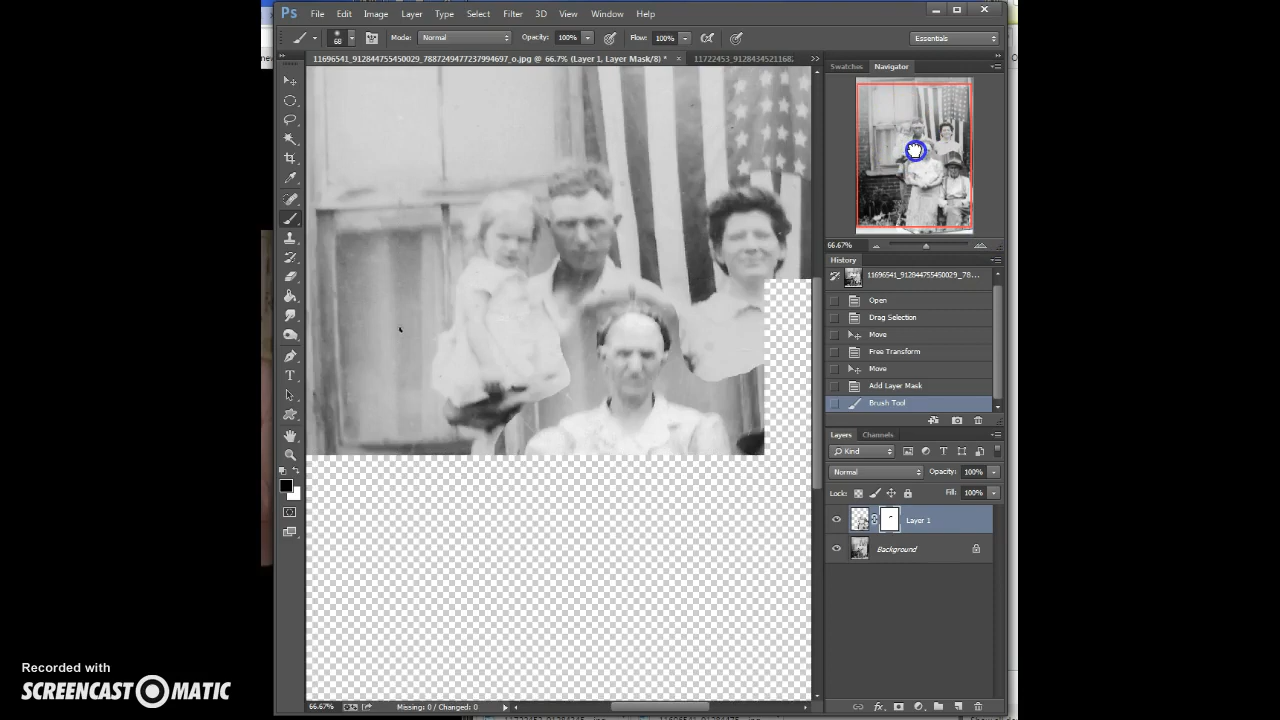 Ps File Edit Image Layer Type Select Filter 3D View Window Help
68 Mode: Normal Opacity: 100% Flow: 100% Essentials
11696541_912844755450029_7887249477237994697_o.jpg @ 66.7% (Layer 1, Layer Mask/8) * ×
Swatches Navigator
66.67%
History
11696541_912844755450029_78...
Open
Drag Selection
Move
Free Transform
Move
Add Layer Mask
Brush Tool
Layers Channels
Kind
Normal Opacity: 100%
Lock: Fill: 100%
Layer 1
Background
66.67% Missing: 0 / Changed: 0
Recorded with
SCREENCAST-O-MATIC